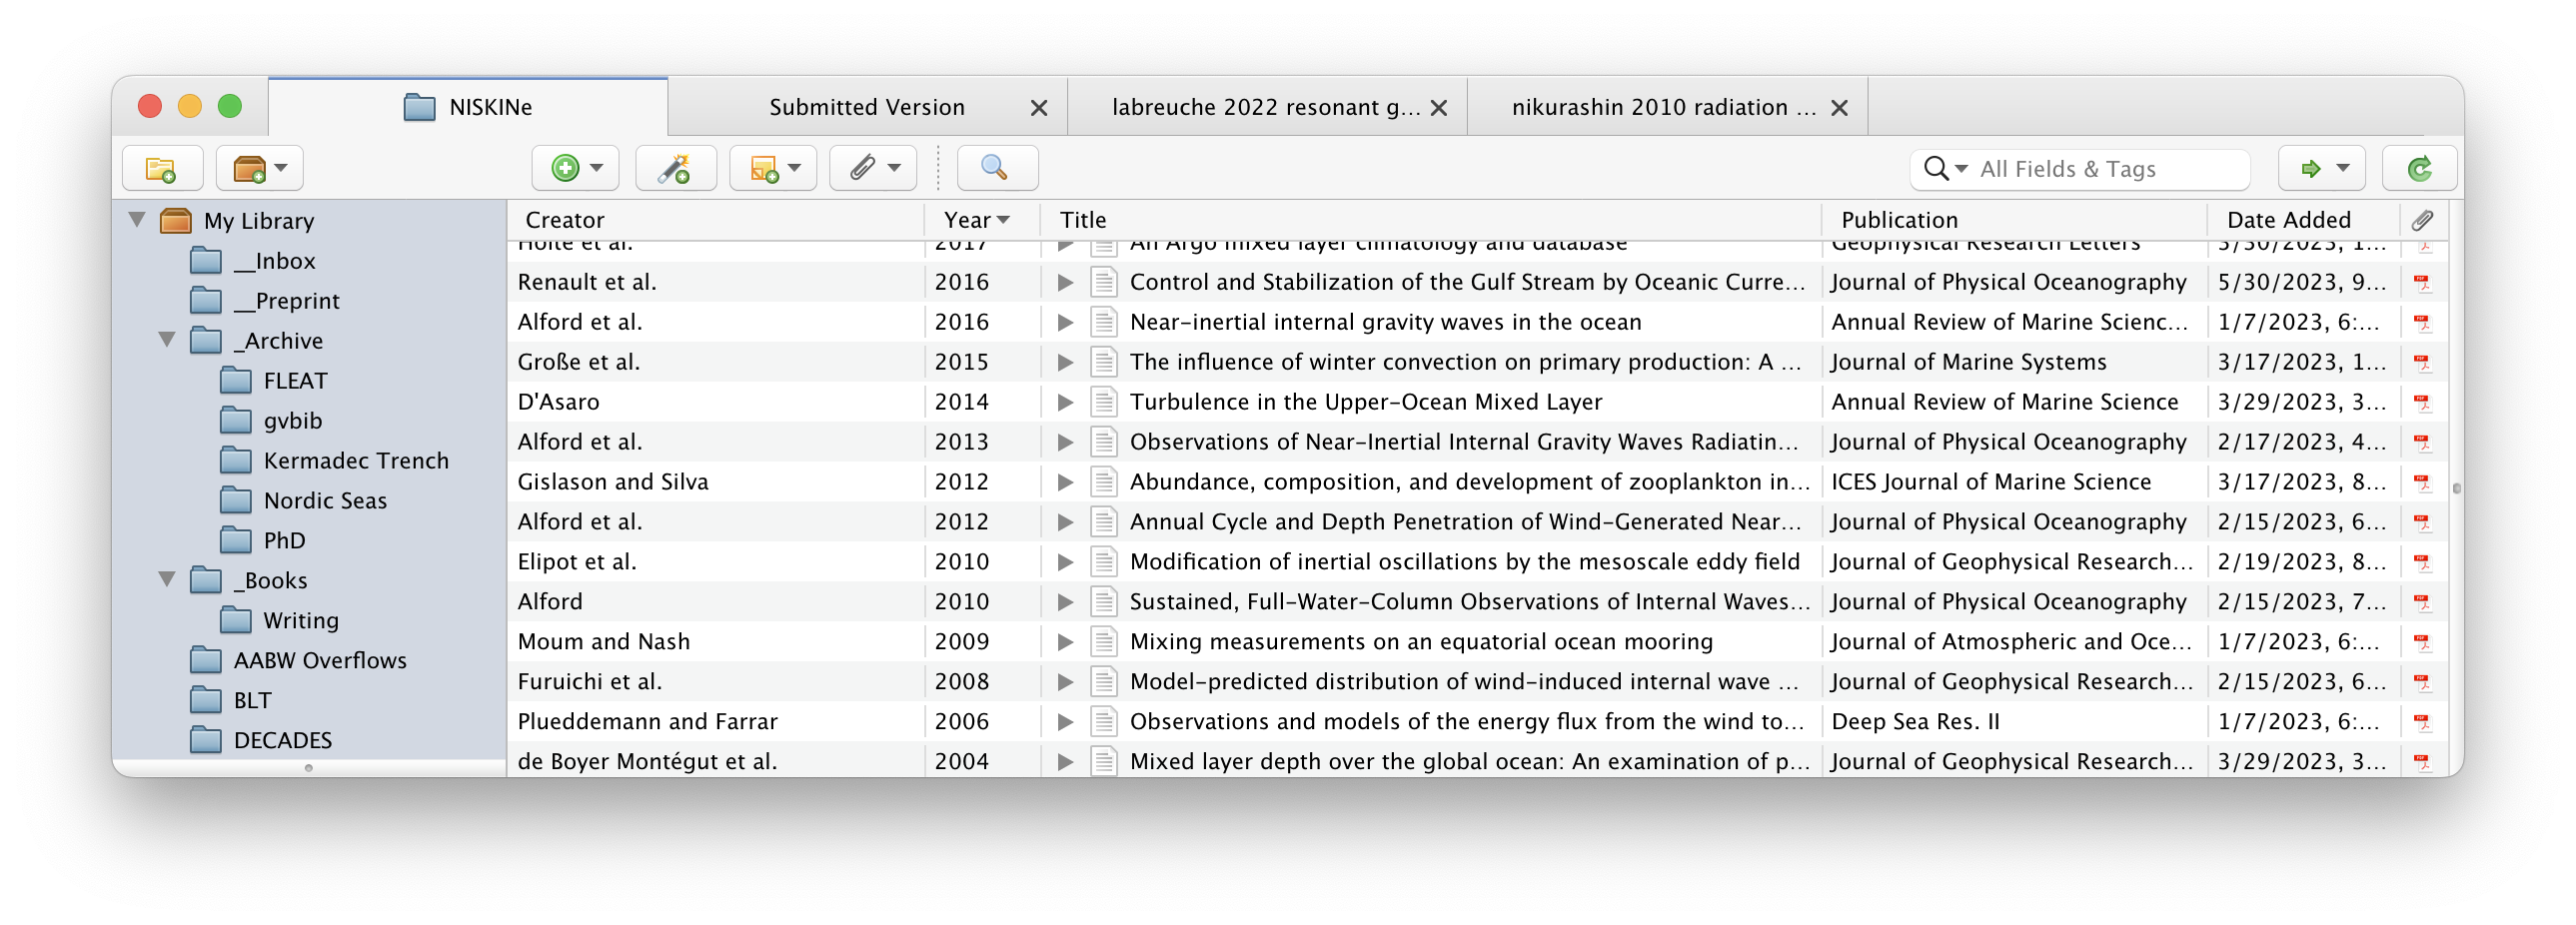 NISKINe
Submitted Version
labreuche 2022 resonant g...
nikurashin 2010 radiation ...
All Fields & Tags
My Library
__Inbox
__Preprint
_Archive
FLEAT
gvbib
Kermadec Trench
Nordic Seas
PhD
_Books
Writing
AABW Overflows
BLT
DECADES
Creator Year Title Publication Date Added
Holte et al. 2017 An Argo mixed layer climatology and database Geophysical Research Letters 5/30/2023, 1...
Renault et al. 2016 Control and Stabilization of the Gulf Stream by Oceanic Curre... Journal of Physical Oceanography 5/30/2023, 9...
Alford et al. 2016 Near-inertial internal gravity waves in the ocean Annual Review of Marine Scienc... 1/7/2023, 6:...
Große et al. 2015 The influence of winter convection on primary production: A ... Journal of Marine Systems 3/17/2023, 1...
D'Asaro 2014 Turbulence in the Upper-Ocean Mixed Layer Annual Review of Marine Science 3/29/2023, 3...
Alford et al. 2013 Observations of Near-Inertial Internal Gravity Waves Radiatin... Journal of Physical Oceanography 2/17/2023, 4...
Gislason and Silva 2012 Abundance, composition, and development of zooplankton in... ICES Journal of Marine Science 3/17/2023, 8...
Alford et al. 2012 Annual Cycle and Depth Penetration of Wind-Generated Near... Journal of Physical Oceanography 2/15/2023, 6...
Elipot et al. 2010 Modification of inertial oscillations by the mesoscale eddy field Journal of Geophysical Research... 2/19/2023, 8...
Alford 2010 Sustained, Full-Water-Column Observations of Internal Waves... Journal of Physical Oceanography 2/15/2023, 7...
Moum and Nash 2009 Mixing measurements on an equatorial ocean mooring Journal of Atmospheric and Oce... 1/7/2023, 6:...
Furuichi et al. 2008 Model-predicted distribution of wind-induced internal wave ... Journal of Geophysical Research... 2/15/2023, 6...
Plueddemann and Farrar 2006 Observations and models of the energy flux from the wind to... Deep Sea Res. II 1/7/2023, 6:...
de Boyer Montégut et al. 2004 Mixed layer depth over the global ocean: An examination of p... Journal of Geophysical Research... 3/29/2023, 3...